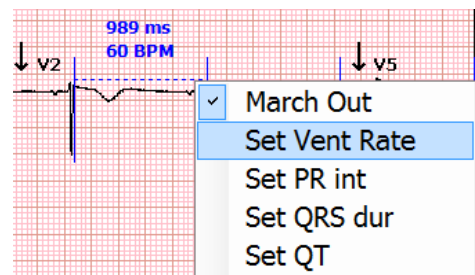 989 ms
60 BPM
V2
V5
March Out
Set Vent Rate
Set PR int
Set QRS dur
Set QT